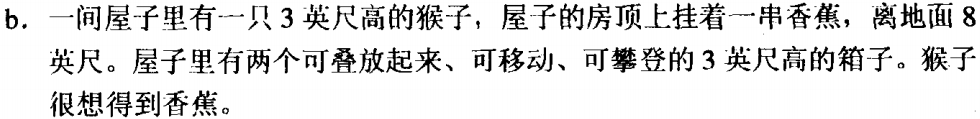 b. 一间屋子里有一只 3 英尺高的猴子，屋子的房顶上挂着一串香蕉，离地面 8
英尺。屋子里有两个可叠放起来、可移动、可攀登的 3 英尺高的箱子。猴子
很想得到香蕉。